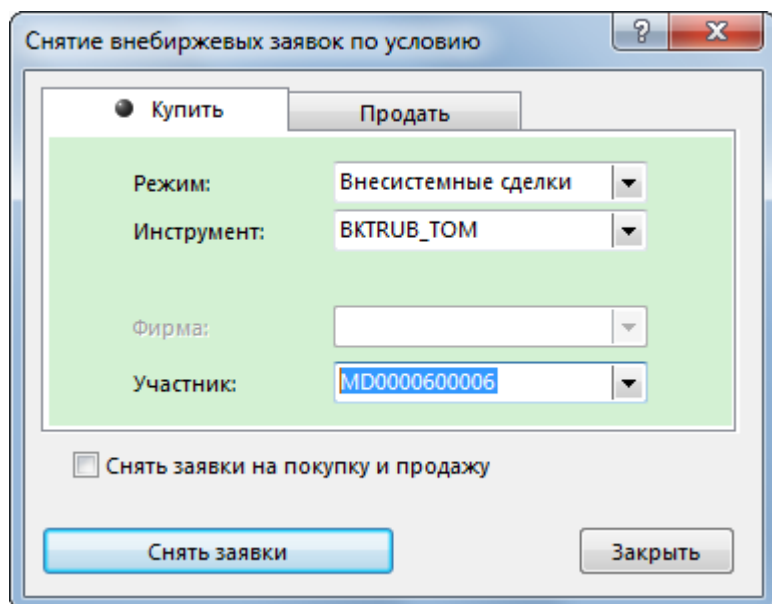 Снятие внебиржевых заявок по условию
Купить
Продать
Режим: Внесистемные сделки
Инструмент: BKTRUB_TOM
Фирма:
Участник: MD0000600006
Снять заявки на покупку и продажу
Снять заявки
Закрыть